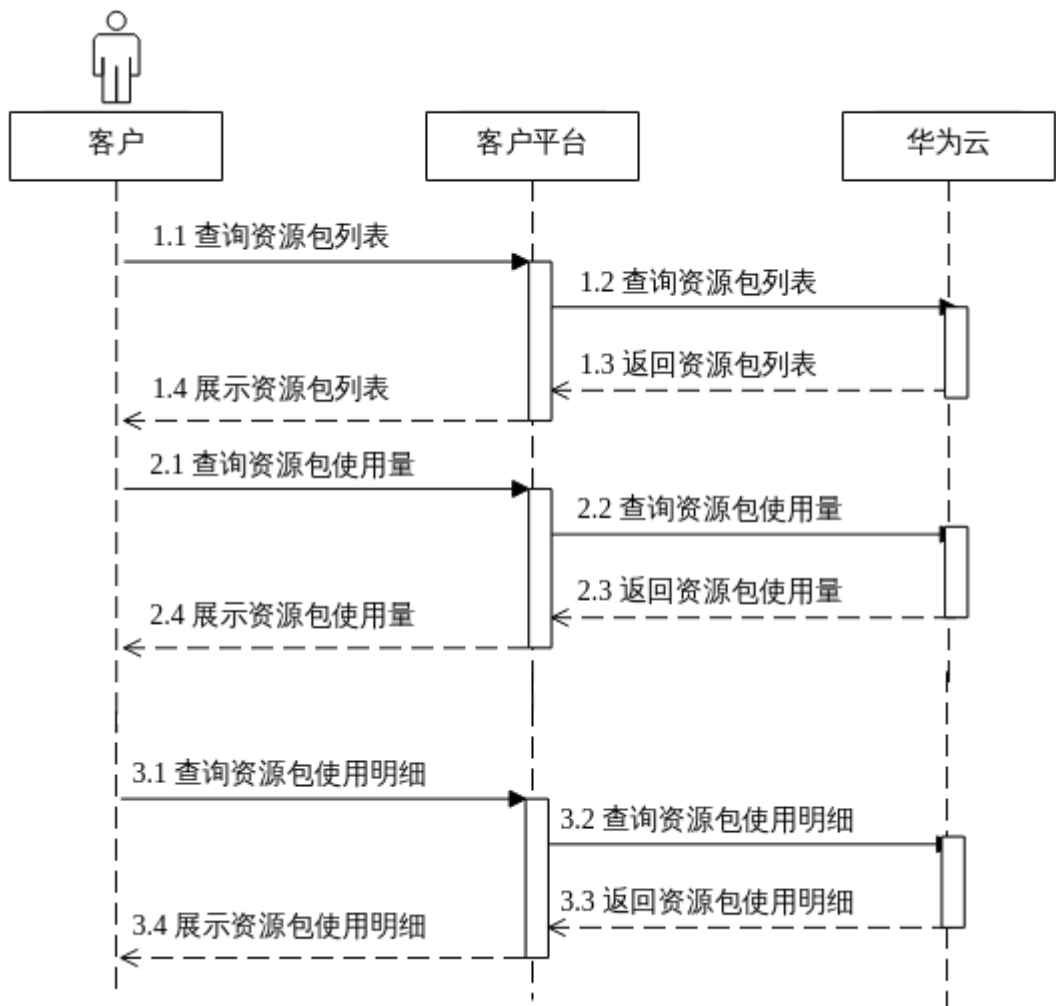 客户
客户平台
华为云
1.1 查询资源包列表
1.2 查询资源包列表
1.3 返回资源包列表
1.4 展示资源包列表
2.1 查询资源包使用量
2.2 查询资源包使用量
2.3 返回资源包使用量
2.4 展示资源包使用量
3.1 查询资源包使用明细
3.2 查询资源包使用明细
3.3 返回资源包使用明细
3.4 展示资源包使用明细